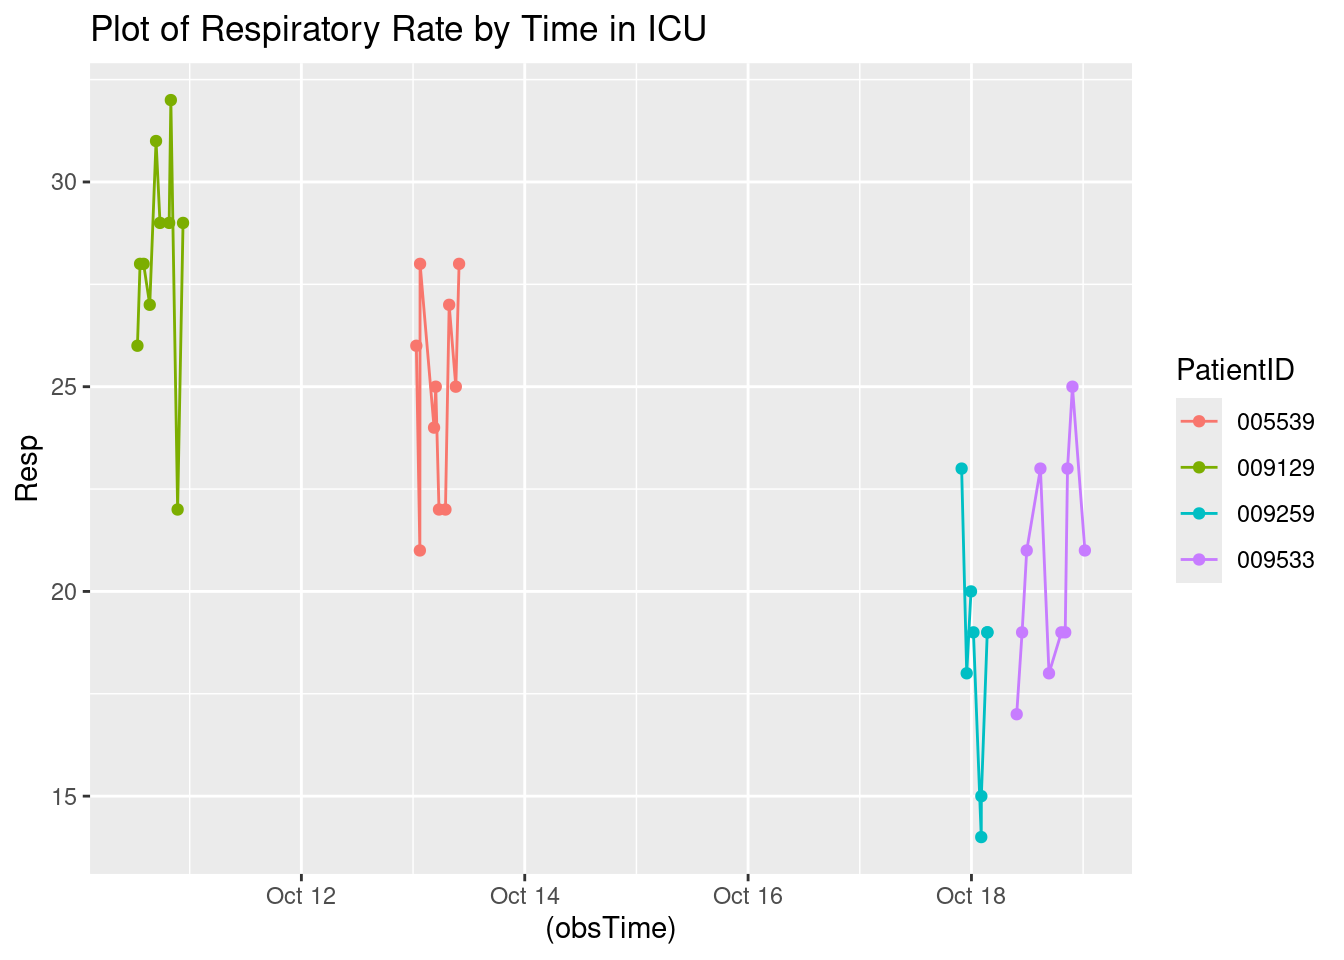 Plot of Respiratory Rate by Time in ICU
Resp
30
25
20
15
Oct 12
Oct 14
Oct 16
Oct 18
(obsTime)
PatientID
005539
009129
009259
009533